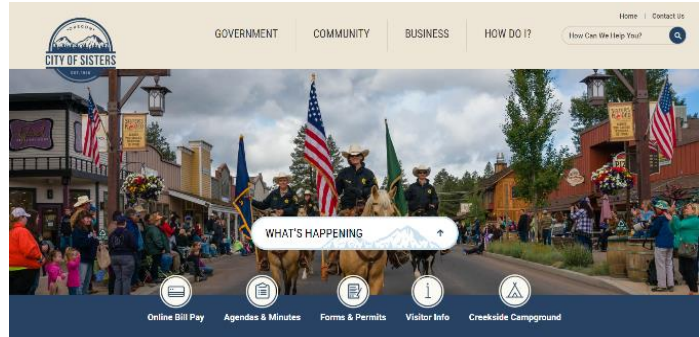 Home | Contact Us
OREGON
CITY OF SISTERS
GOVERNMENT
COMMUNITY
BUSINESS
HOW DO I?
How Can We Help You?
WHAT'S HAPPENING
Online Bill Pay
Agendas & Minutes
Forms & Permits
Visitor Info
Creekside Campground